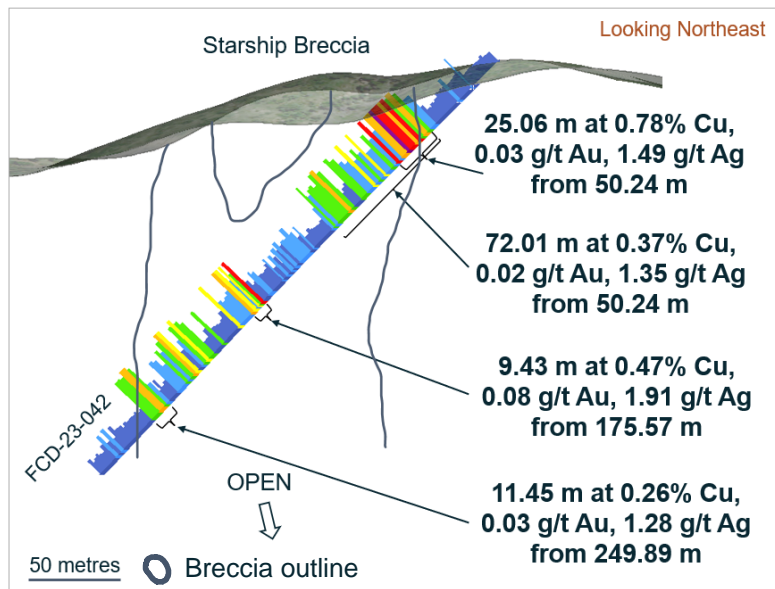 Looking Northeast
Starship Breccia
25.06 m at 0.78% Cu,
0.03 g/t Au, 1.49 g/t Ag
from 50.24 m
72.01 m at 0.37% Cu,
0.02 g/t Au, 1.35 g/t Ag
from 50.24 m
9.43 m at 0.47% Cu,
0.08 g/t Au, 1.91 g/t Ag
from 175.57 m
FCD-23-042
11.45 m at 0.26% Cu,
0.03 g/t Au, 1.28 g/t Ag
from 249.89 m
OPEN
50 metres
Breccia outline